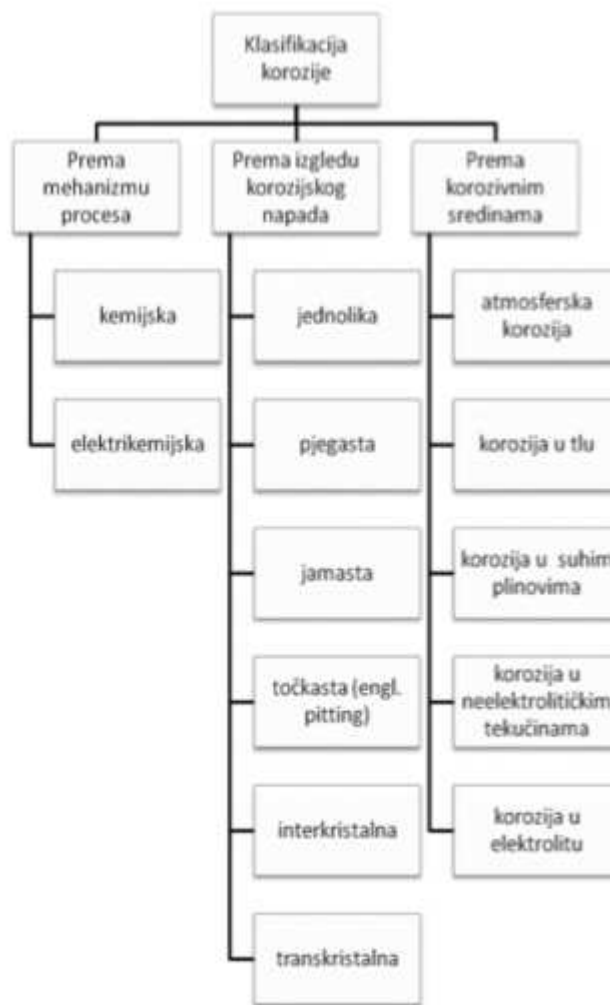 Klasifikacija
korozije
Prema
mehanizmu
procesa
kemijska
elektrikemijska
Prema izgledu
korozijskog
napada
jednolika
pjegasta
jamasta
točkasta (engl.
pitting)
interkristalna
transkristalna
Prema
korozivnim
sredinama
atmosferska
korozija
korozija u tlu
korozija u suhim
plinovima
korozija u
neelektrolitičkim
tekučinama
korozija u
elektrolitu